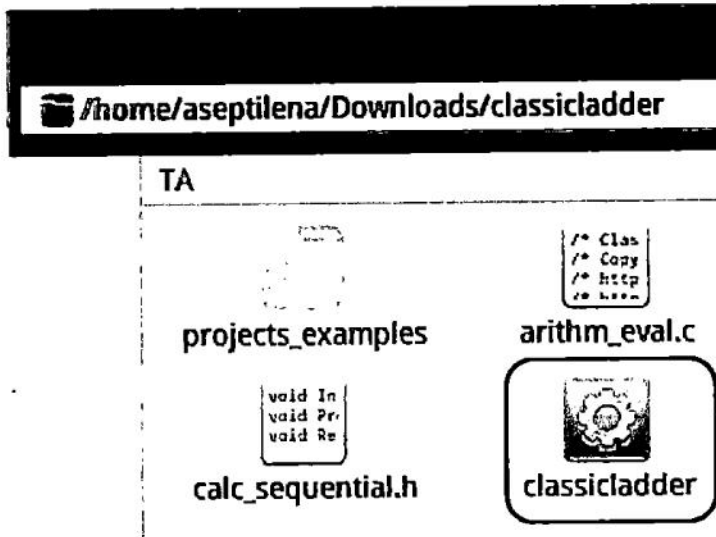 /home/aseptilena/Downloads/classicladder
TA
/* Clas
/* Copy
/* http
projects_examples
arithm_eval.c
void In
void Pr
void Re
calc_sequential.h
classicladder